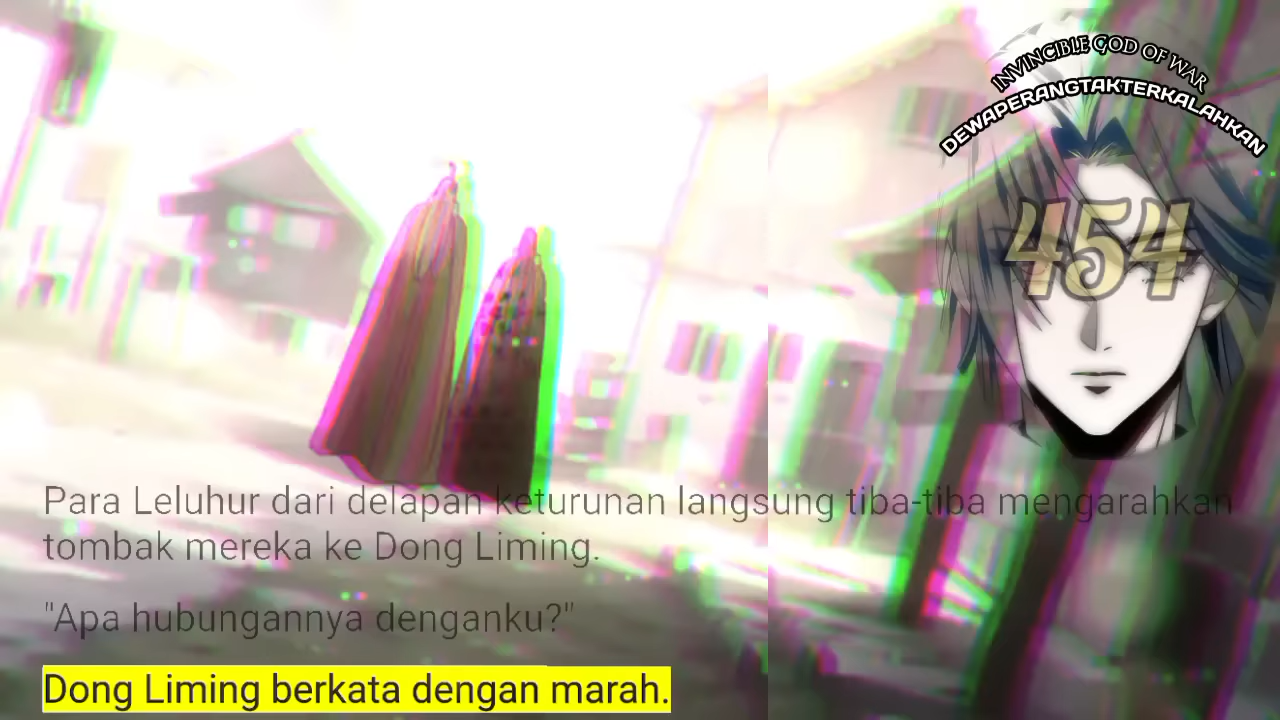 INVINCIBLE GOD OF WAR
DEWAPERANGTAKTERKALAHKAN
454
Para Leluhur dari delapan keturunan langsung tiba-tiba mengarahkan
tombak mereka ke Dong Liming.
"Apa hubungannya denganku?"
Dong Liming berkata dengan marah.